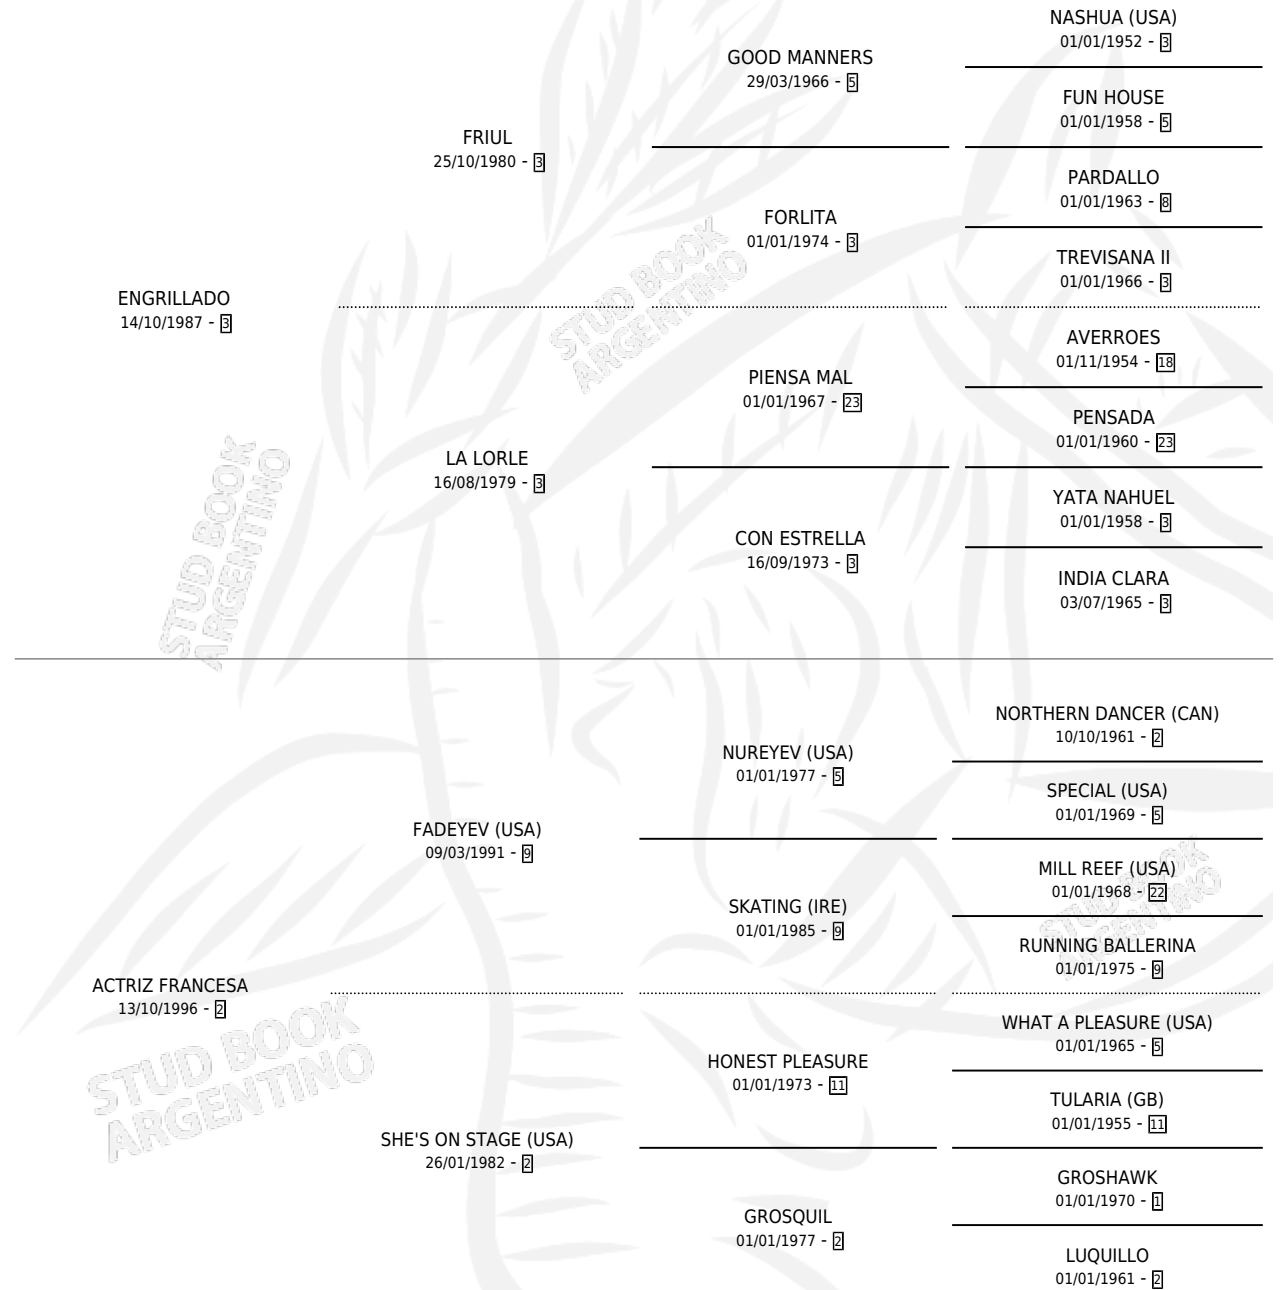 NASHUA (USA)
01/01/1952 - 3
GOOD MANNERS
29/03/1966 - 5
FUN HOUSE
01/01/1958 - 5
FRIUL
25/10/1980 - 3
PARDALLO
01/01/1963 - 8
FORLITA
01/01/1974 - 3
TREVISANA II
01/01/1966 - 3
ENGRILLADO
14/10/1987 - 3
AVERROES
01/11/1954 - 18
PIENSA MAL
01/01/1967 - 23
PENSADA
01/01/1960 - 23
LA LORLE
16/08/1979 - 3
YATA NAHUEL
01/01/1958 - 3
CON ESTRELLA
16/09/1973 - 3
INDIA CLARA
03/07/1965 - 3
STUD BOOK
ARGENTINO
STUD BOOK
ARGENTINO
NORTHERN DANCER (CAN)
10/10/1961 - 2
NUREYEV (USA)
01/01/1977 - 5
SPECIAL (USA)
01/01/1969 - 5
FADEYEV (USA)
09/03/1991 - 9
MILL REEF (USA)
01/01/1968 - 22
SKATING (IRE)
01/01/1985 - 9
RUNNING BALLERINA
01/01/1975 - 9
ACTRIZ FRANCESA
13/10/1996 - 2
WHAT A PLEASURE (USA)
01/01/1965 - 5
HONEST PLEASURE
01/01/1973 - 11
TULARIA (GB)
01/01/1955 - 11
SHE'S ON STAGE (USA)
26/01/1982 - 2
GROSHAWK
01/01/1970 - 1
GROSQUIL
01/01/1977 - 2
LUQUILLO
01/01/1961 - 2
STUD BOOK
ARGENTINO
STUD BOOK
ARGENTINO